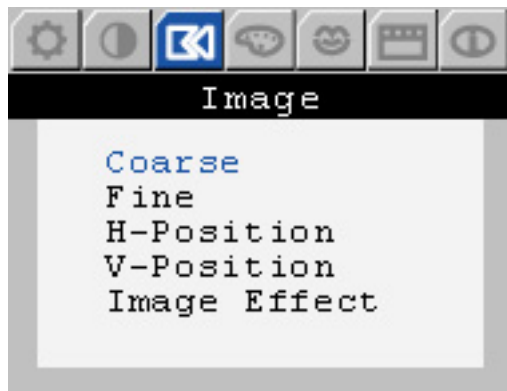 Image
Coarse
Fine
H-Position
V-Position
Image Effect